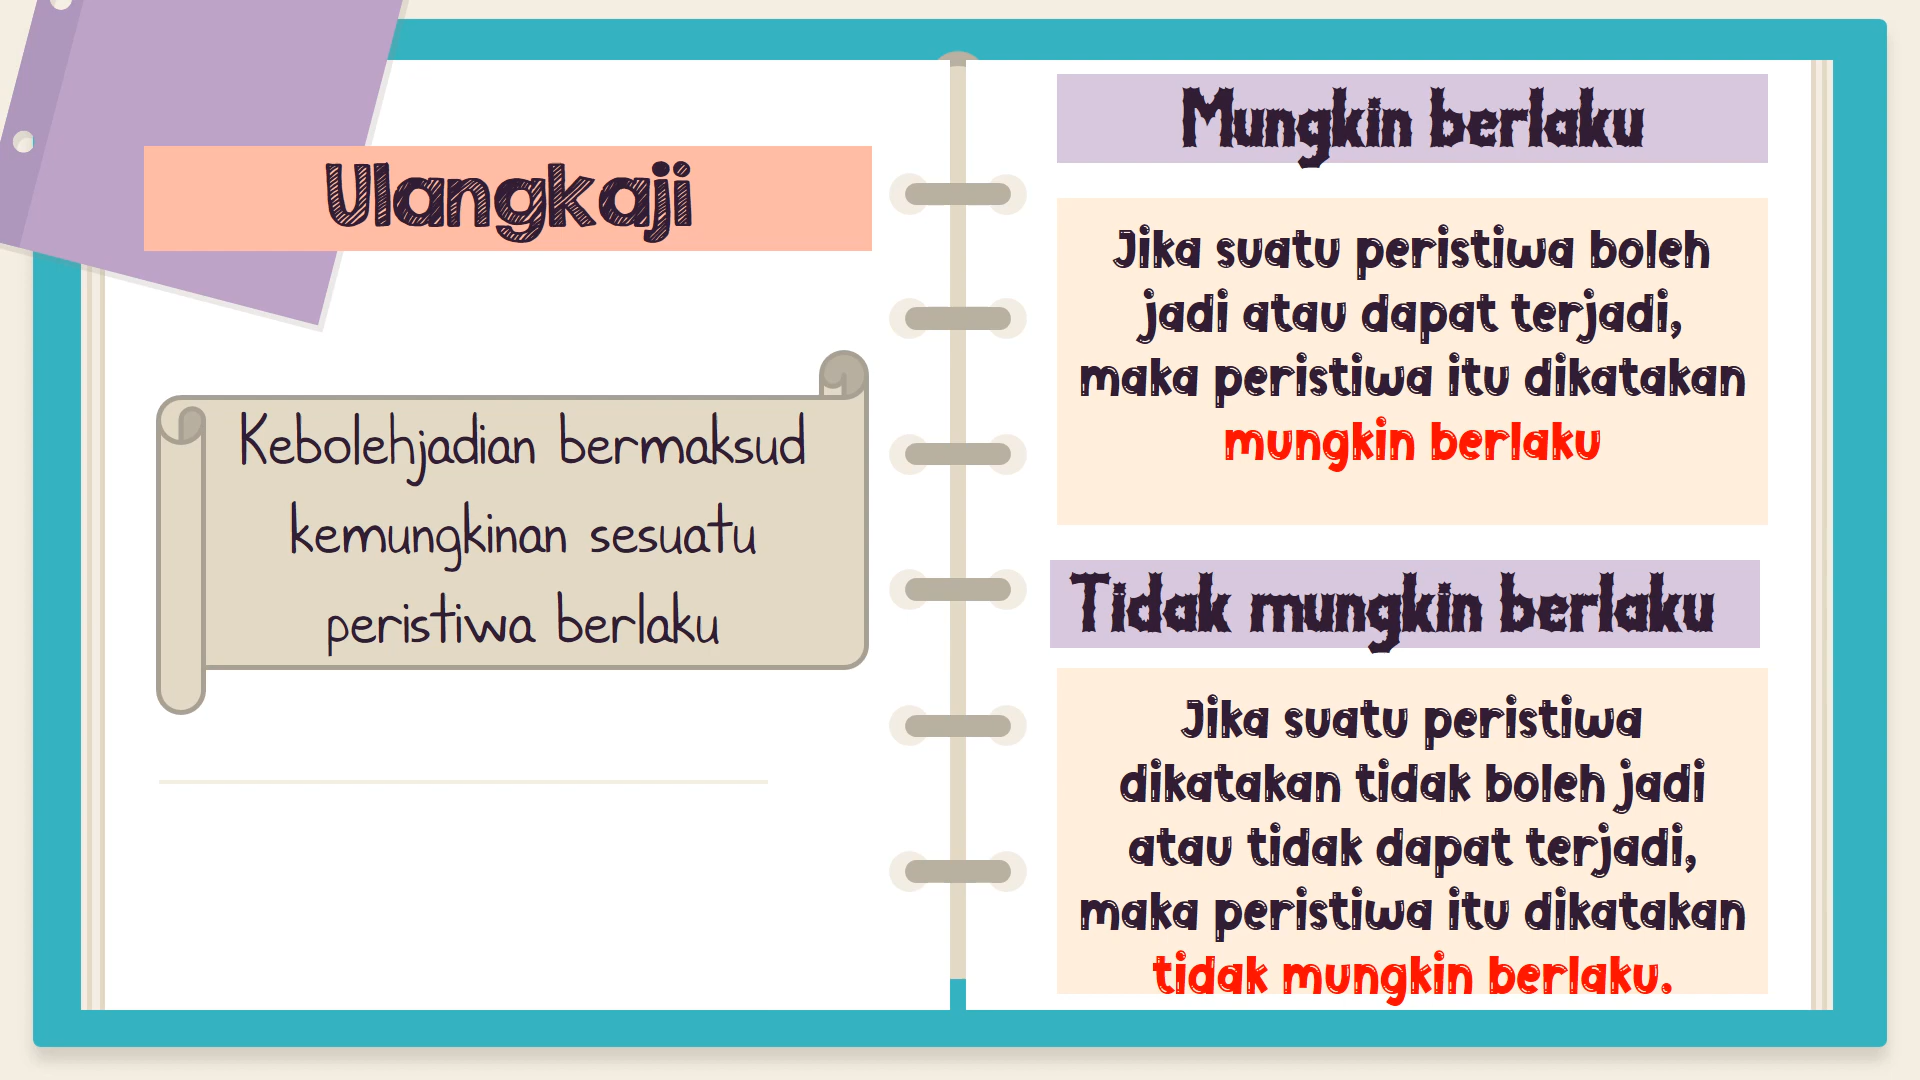 Ulangkaji
Kebolehjadian bermaksud
kemungkinan sesuatu
peristiwa berlaku
Mungkin berlaku
Jika suatu peristiwa boleh
jadi atau dapat terjadi,
maka peristiwa itu dikatakan
mungkin berlaku
Tidak mungkin berlaku
Jika suatu peristiwa
dikatakan tidak boleh jadi
atau tidak dapat terjadi,
maka peristiwa itu dikatakan
tidak mungkin berlaku.